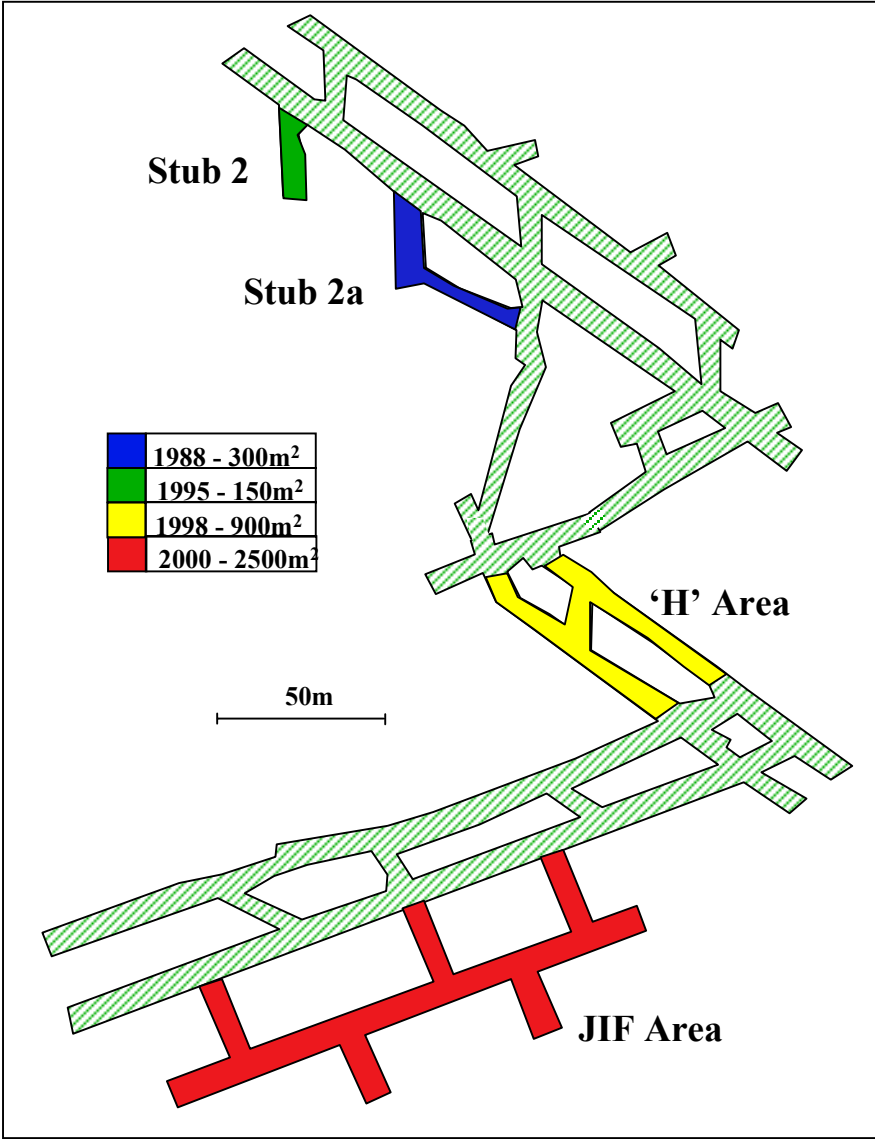 Stub 2
Stub 2a
1988 - 300m²
1995 - 150m²
1998 - 900m²
2000 - 2500m²
‘H’ Area
50m
JIF Area